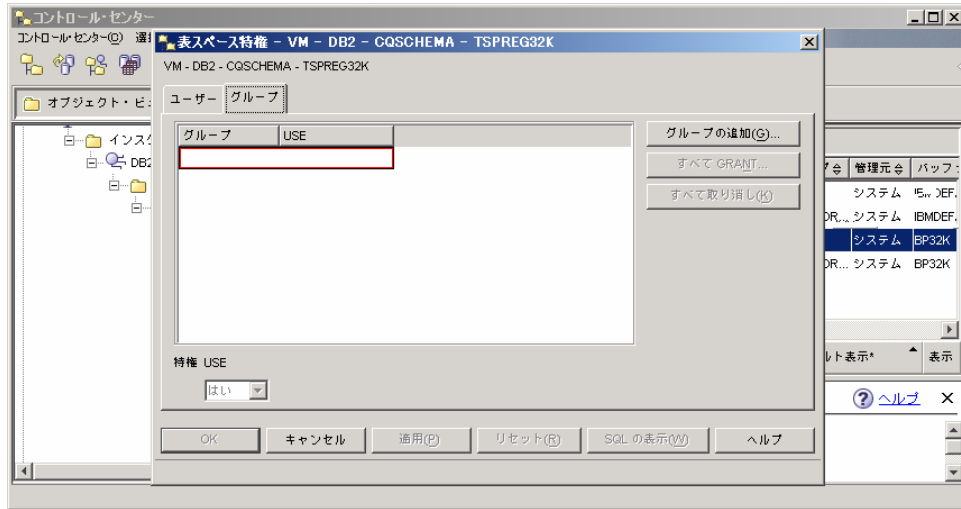 コントロール・センター
コントロール・センター(O)
表スペース特権 - VM - DB2 - CQSCHEMA - TSPREG32K
VM - DB2 - CQSCHEMA - TSPREG32K
オブジェクト・ビ
ユーザー グループ
グループ USE
グループの追加(G)...
すべて GRANT...
すべて取り消し(K)
インスタ
DB2
管理元 バッファ
システム
システム IBMDEF.
システム BP32K
システム BP32K
特権 USE
はい
ルト表示* 表示
ヘルプ
OK キャンセル 適用(P) リセット(R) SQL の表示(W) ヘルプ